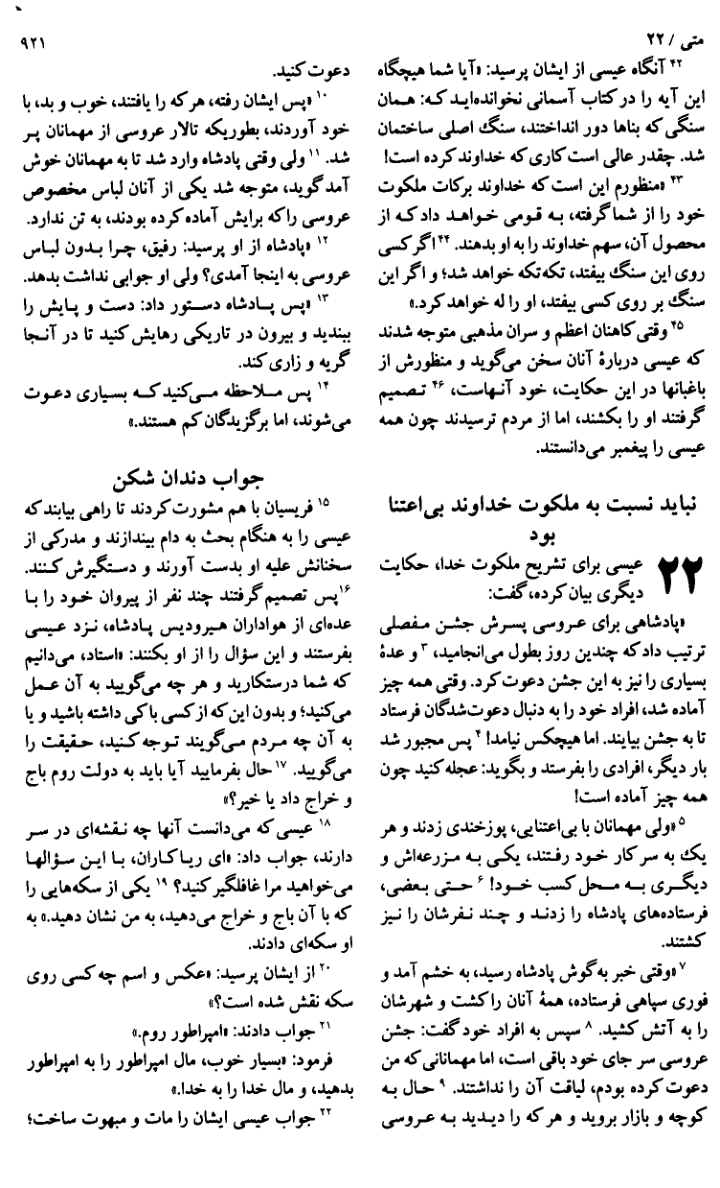 متی / ۲۲
۹۲۱
۴۲ آنگاه عیسی از ایشان پرسید: «آیا شما هیچگاه
این آیه را در کتاب آسمانی نخوانده‌اید که: همان
سنگی که بناها دور انداختند، سنگ اصلی ساختمان
شد. چقدر عالی است کاری که خداوند کرده است!
۴۳ «منظورم این است که خداوند برکات ملکوت
خود را از شما گرفته، به قومی خواهد داد که از
محصول آن، سهم خداوند را به او بدهند. ۴۴ اگر کسی
روی این سنگ بیفتد، تکه‌تکه خواهد شد؛ و اگر این
سنگ بر روی کسی بیفتد، او را له خواهد کرد.»
۴۵ وقتی کاهنان اعظم و سران مذهبی متوجه شدند
که عیسی دربارهٔ آنان سخن می‌گوید و منظورش از
باغبانها در این حکایت، خود آنهاست، ۴۶ تصمیم
گرفتند او را بکشند، اما از مردم ترسیدند چون همه
عیسی را پیغمبر می‌دانستند.
نباید نسبت به ملکوت خداوند بی‌اعتنا
بود
۲۲ عیسی برای تشریح ملکوت خدا، حکایت
دیگری بیان کرده، گفت:
«پادشاهی برای عروسی پسرش جشن مفصلی
ترتیب داد که چندین روز بطول می‌انجامید، ۳ و عدهٔ
بسیاری را نیز به این جشن دعوت کرد. وقتی همه چیز
آماده شد، افراد خود را به دنبال دعوت‌شدگان فرستاد
تا به جشن بیایند. اما هیچکس نیامد! ۴ پس مجبور شد
بار دیگر، افرادی را بفرستد و بگوید: عجله کنید چون
همه چیز آماده است!
۵ «ولی مهمانان با بی‌اعتنایی، پوزخندی زدند و هر
یک به سر کار خود رفتند، یکی به مزرعه‌اش و
دیگری به محل کسب خود! ۶ حتی بعضی،
فرستاده‌های پادشاه را زدند و چند نفرشان را نیز
کشتند.
۷ «وقتی خبر به گوش پادشاه رسید، به خشم آمد و
فوری سپاهی فرستاده، همهٔ آنان را کشت و شهرشان
را به آتش کشید. ۸ سپس به افراد خود گفت: جشن
عروسی سر جای خود باقی است، اما مهمانانی که من
دعوت کرده بودم، لیاقت آن را نداشتند. ۹ حال به
کوچه و بازار بروید و هر که را دیدید به عروسی
دعوت کنید.
۱۰ «پس ایشان رفته، هر که را یافتند، خوب و بد، با
خود آوردند، بطوریکه تالار عروسی از مهمانان پر
شد. ۱۱ ولی وقتی پادشاه وارد شد تا به مهمانان خوش
آمد گوید، متوجه شد یکی از آنان لباس مخصوص
عروسی را که برایش آماده کرده بودند، به تن ندارد.
۱۲ «پادشاه از او پرسید: رفیق، چرا بدون لباس
عروسی به اینجا آمدی؟ ولی او جوابی نداشت بدهد.
۱۳ «پس پادشاه دستور داد: دست و پایش را
ببندید و بیرون در تاریکی رهایش کنید تا در آنجا
گریه و زاری کند.
۱۴ پس ملاحظه می‌کنید که بسیاری دعوت
می‌شوند، اما برگزیدگان کم هستند.»
جواب دندان شکن
۱۵ فریسیان با هم مشورت کردند تا راهی بیابند که
عیسی را به هنگام بحث به دام بیندازند و مدرکی از
سخنانش علیه او بدست آورند و دستگیرش کنند.
۱۶ پس تصمیم گرفتند چند نفر از پیروان خود را با
عده‌ای از هواداران هیرودیس پادشاه، نزد عیسی
بفرستند و این سؤال را از او بکنند: «استاد، می‌دانیم
که شما درستکارید و هر چه می‌گویید به آن عمل
می‌کنید؛ و بدون این که از کسی باکی داشته باشید و یا
به آن چه مردم می‌گویند توجه کنید، حقیقت را
می‌گویید. ۱۷ حال بفرمایید آیا باید به دولت روم باج
و خراج داد یا خیر؟»
۱۸ عیسی که می‌دانست آنها چه نقشه‌ای در سر
دارند، جواب داد: «ای ریاکاران، با این سؤالها
می‌خواهید مرا غافلگیر کنید؟ ۱۹ یکی از سکه‌هایی را
که با آن باج و خراج می‌دهید، به من نشان دهید.» به
او سکه‌ای دادند.
۲۰ از ایشان پرسید: «عکس و اسم چه کسی روی
سکه نقش شده است؟»
۲۱ جواب دادند: «امپراطور روم.»
فرمود: «بسیار خوب، مال امپراطور را به امپراطور
بدهید، و مال خدا را به خدا.»
۲۲ جواب عیسی ایشان را مات و مبهوت ساخت؛